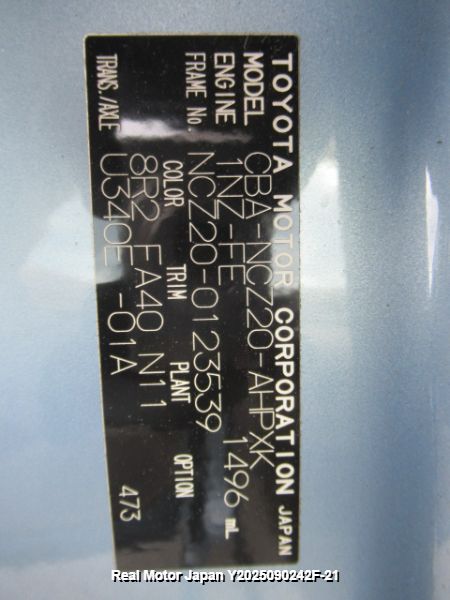 TOYOTA MOTOR CORPORATION JAPAN
MODEL CBA-NCZ20-AHPXK
ENGINE 1NZ-FE 1496 mL
FRAME No. NCZ20-0123539
COLOR TRIM PLANT OPTION
8R2 FA40 N11
TRANS./AXLE U340E -01A 473
Real Motor Japan Y2025090242F-21